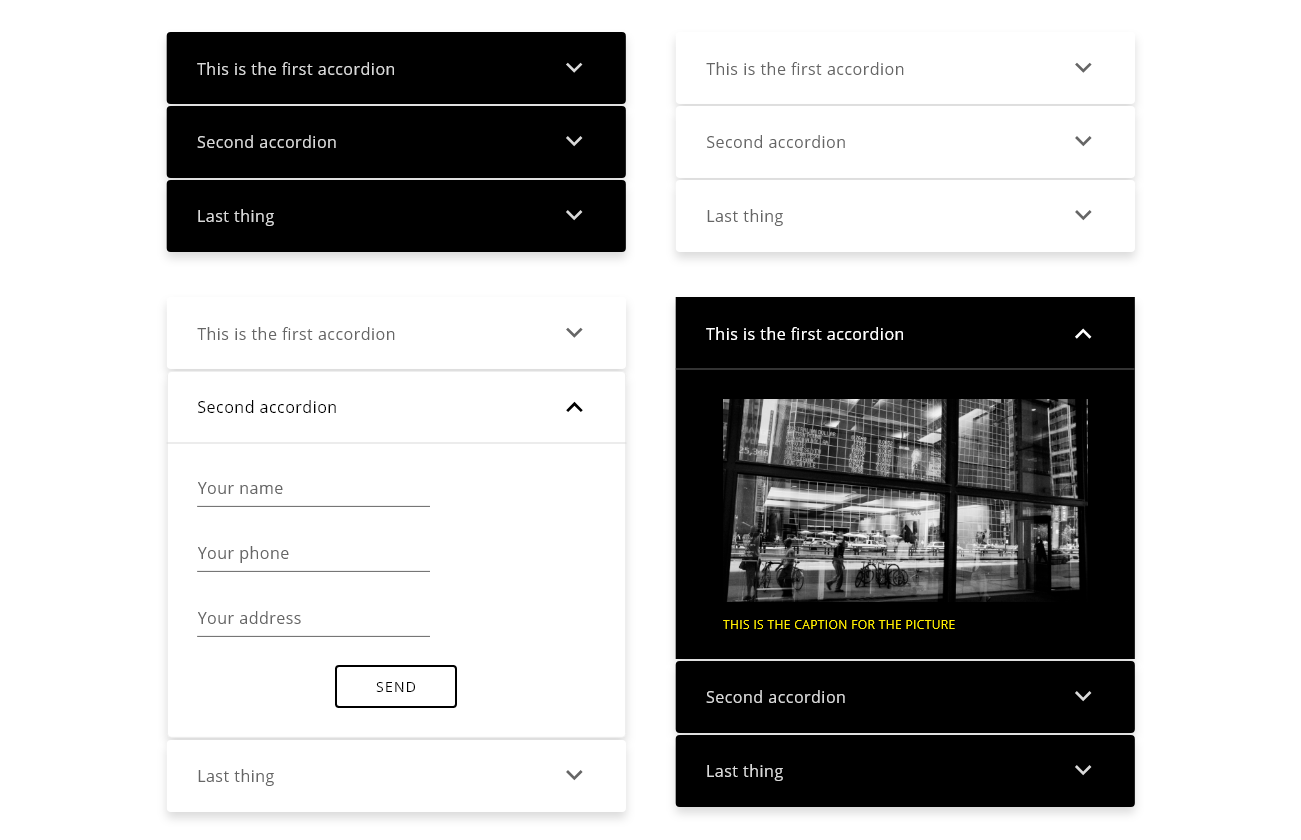 This is the first accordion
Second accordion
Last thing
This is the first accordion
Second accordion
Last thing
This is the first accordion
Second accordion
Your name
Your phone
Your address
SEND
Last thing
This is the first accordion
THIS IS THE CAPTION FOR THE PICTURE
Second accordion
Last thing